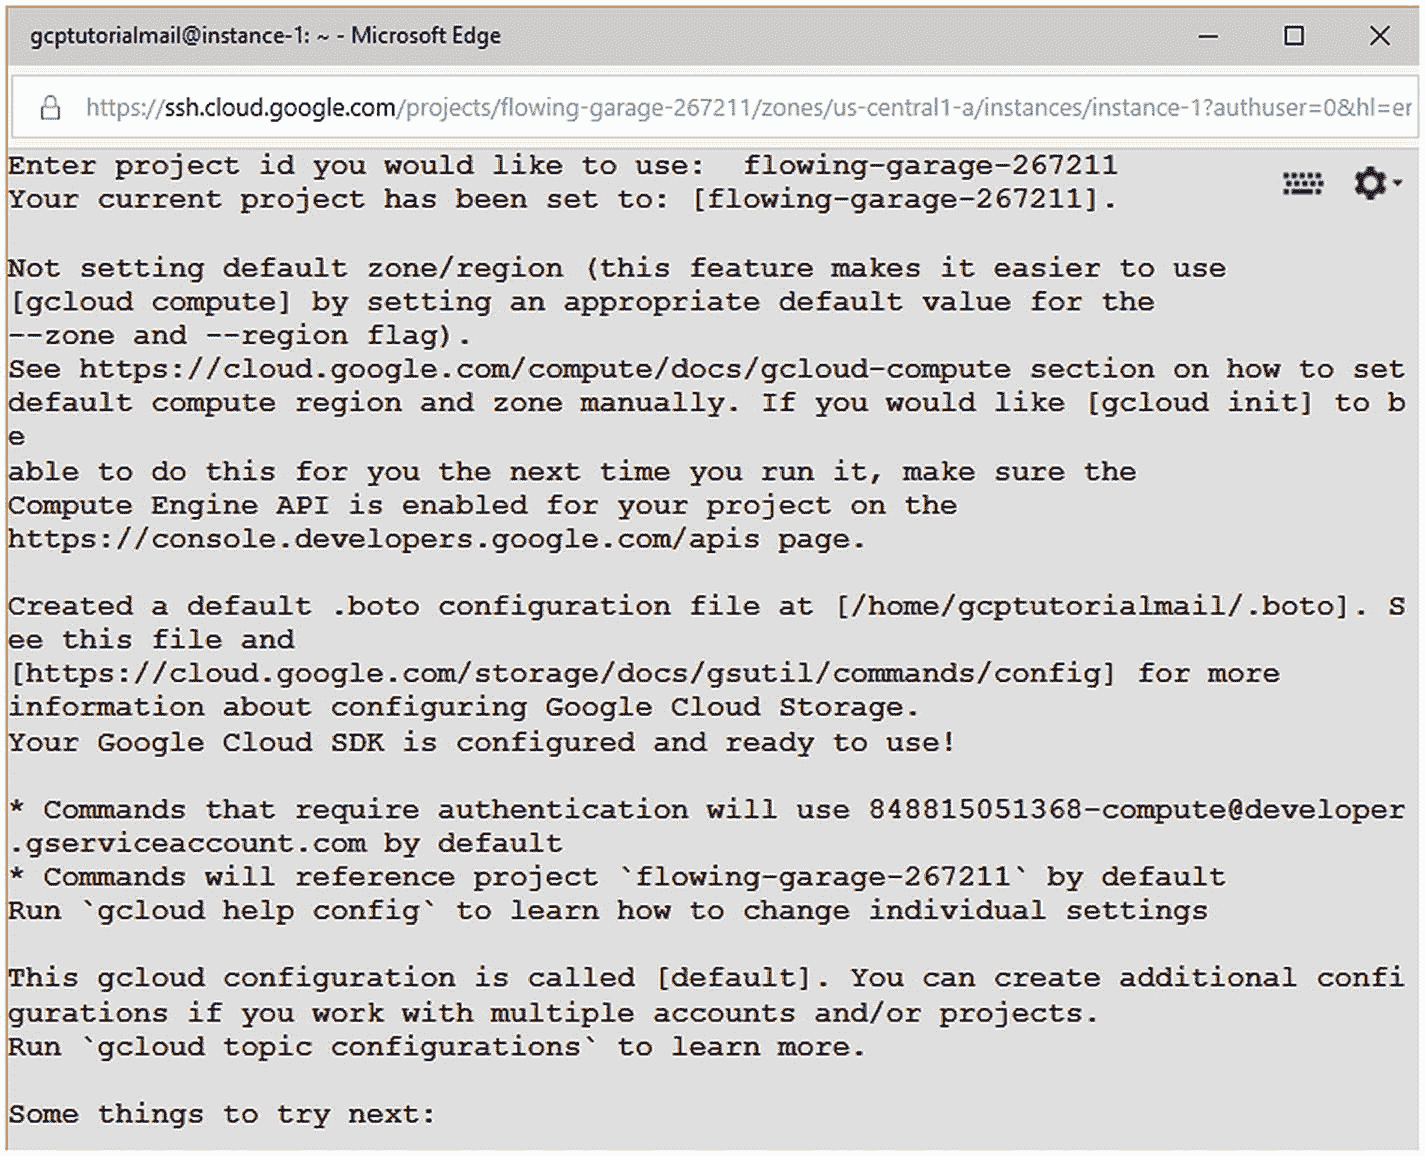 gcptutorialmail@instance-1: ~ - Microsoft Edge
https://ssh.cloud.google.com/projects/flowing-garage-267211/zones/us-central1-a/instances/instance-1?authuser=0&hl=er
Enter project id you would like to use:  flowing-garage-267211
Your current project has been set to: [flowing-garage-267211].
Not setting default zone/region (this feature makes it easier to use
[gcloud compute] by setting an appropriate default value for the
--zone and --region flag).
See https://cloud.google.com/compute/docs/gcloud-compute section on how to set
default compute region and zone manually. If you would like [gcloud init] to b
e
able to do this for you the next time you run it, make sure the
Compute Engine API is enabled for your project on the
https://console.developers.google.com/apis page.
Created a default .boto configuration file at [/home/gcptutorialmail/.boto]. S
ee this file and
[https://cloud.google.com/storage/docs/gsutil/commands/config] for more
information about configuring Google Cloud Storage.
Your Google Cloud SDK is configured and ready to use!
* Commands that require authentication will use 848815051368-compute@developer
.gserviceaccount.com by default
* Commands will reference project `flowing-garage-267211` by default
Run `gcloud help config` to learn how to change individual settings
This gcloud configuration is called [default]. You can create additional confi
gurations if you work with multiple accounts and/or projects.
Run `gcloud topic configurations` to learn more.
Some things to try next: